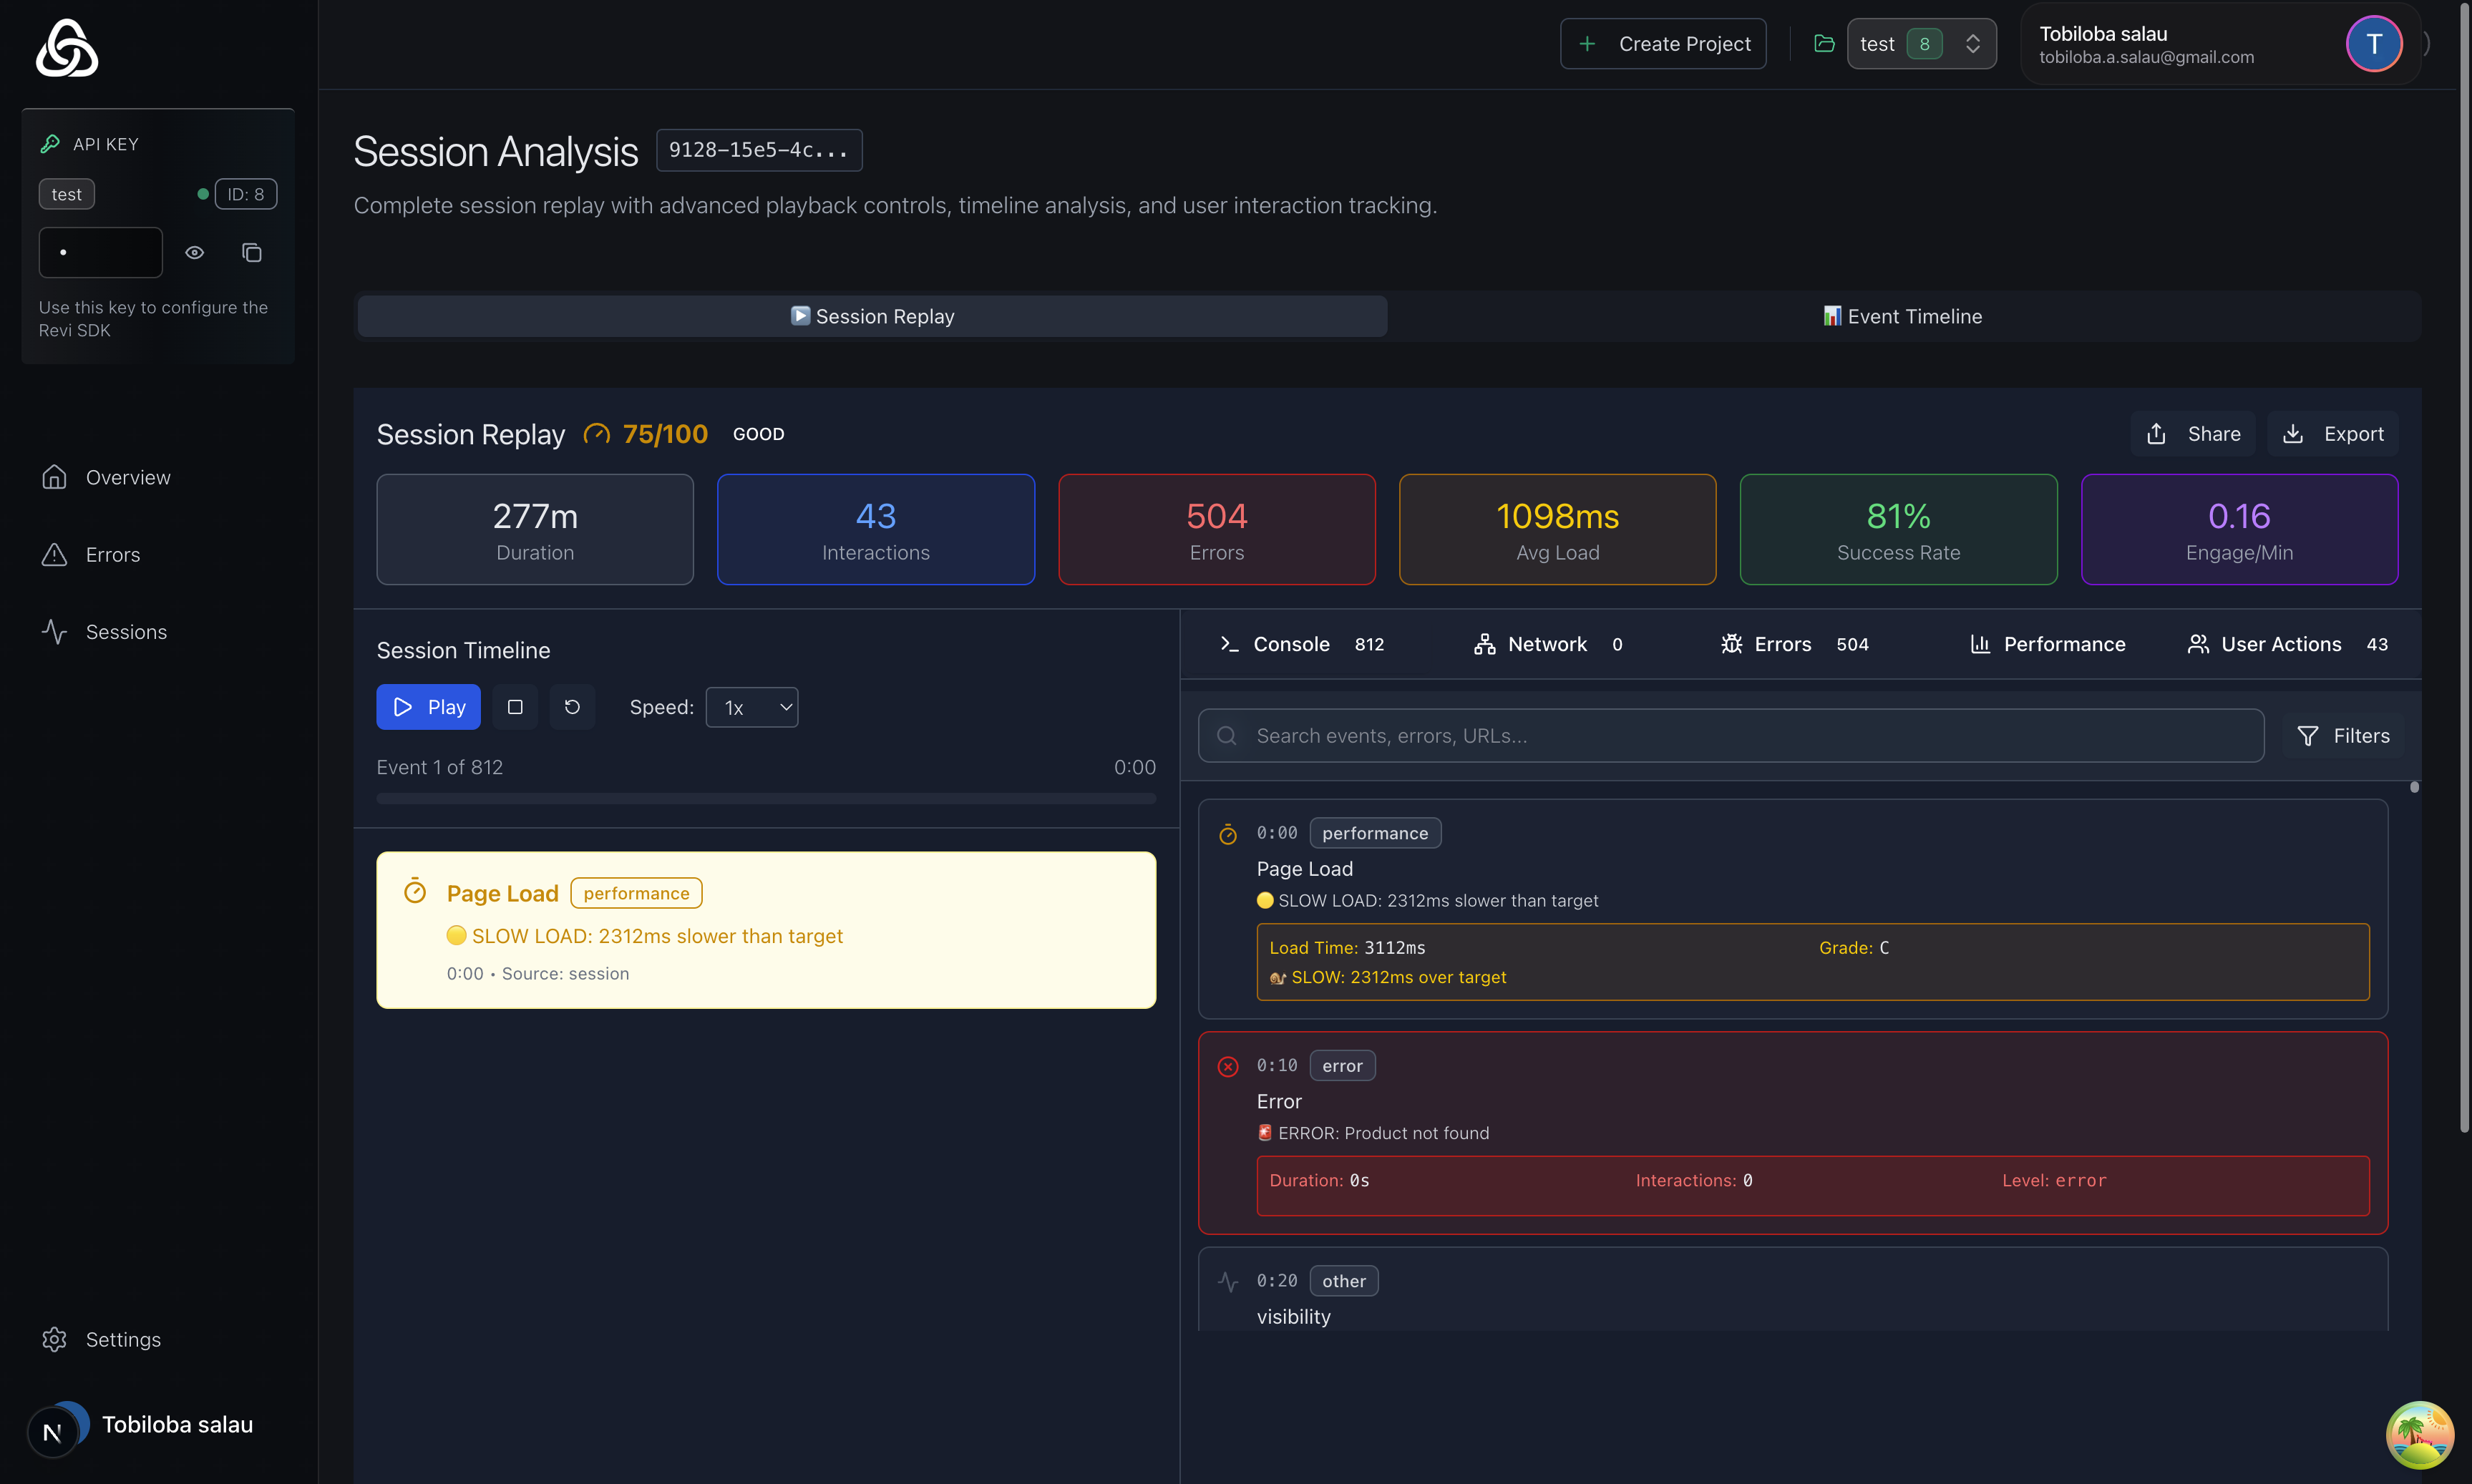 Create Project
test 8
Tobiloba salau
tobiloba.a.salau@gmail.com
T
API KEY
test
ID: 8
Use this key to configure the
Revi SDK
Overview
Errors
Sessions
Settings
N
Tobiloba salau
Session Analysis
9128-15e5-4c...
Complete session replay with advanced playback controls, timeline analysis, and user interaction tracking.
Session Replay
Event Timeline
Session Replay 75/100 GOOD
Share
Export
277m
Duration
43
Interactions
504
Errors
1098ms
Avg Load
81%
Success Rate
0.16
Engage/Min
Session Timeline
Play
Speed: 1x
Event 1 of 812
0:00
Page Load performance
SLOW LOAD: 2312ms slower than target
0:00 • Source: session
Console 812
Network 0
Errors 504
Performance
User Actions 43
Search events, errors, URLs...
Filters
0:00 performance
Page Load
SLOW LOAD: 2312ms slower than target
Load Time: 3112ms
Grade: C
SLOW: 2312ms over target
0:10 error
Error
ERROR: Product not found
Duration: 0s
Interactions: 0
Level: error
0:20 other
visibility